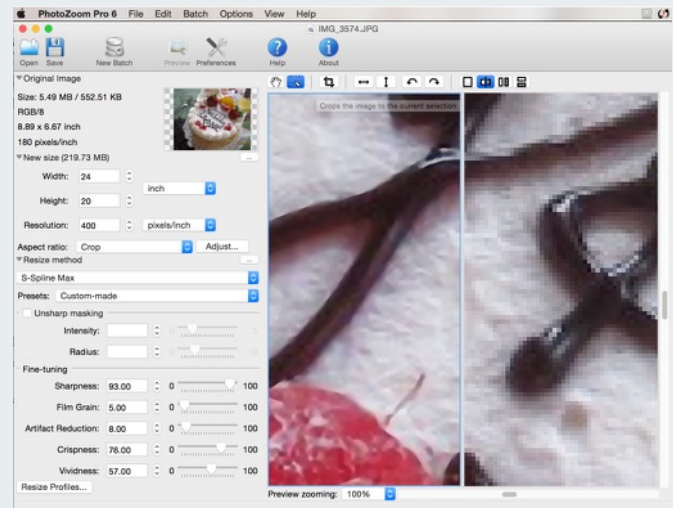 PhotoZoom Pro 6 File Edit Batch Options View Help
IMG_3574.JPG
Open Save New Batch Preview Preferences Help About
Original Image
Size: 5.49 MB / 552.51 KB
RGB/8
8.89 x 6.67 inch
180 pixels/inch
New size (219.73 MB)
...
Width: 24
inch
Height: 20
Resolution: 400 pixels/inch
Aspect ratio: Crop Adjust...
Resize method
...
S-Spline Max
Presets: Custom-made
Unsharp masking
Intensity: 0 5
Radius: 0
Fine-tuning
Sharpness: 93.00 0 100
Film Grain: 5.00 0 100
Artifact Reduction: 8.00 0 100
Crispness: 76.00 0 100
Vividness: 57.00 0 100
Resize Profiles...
Crops the image to the current selection
Preview zooming: 100%